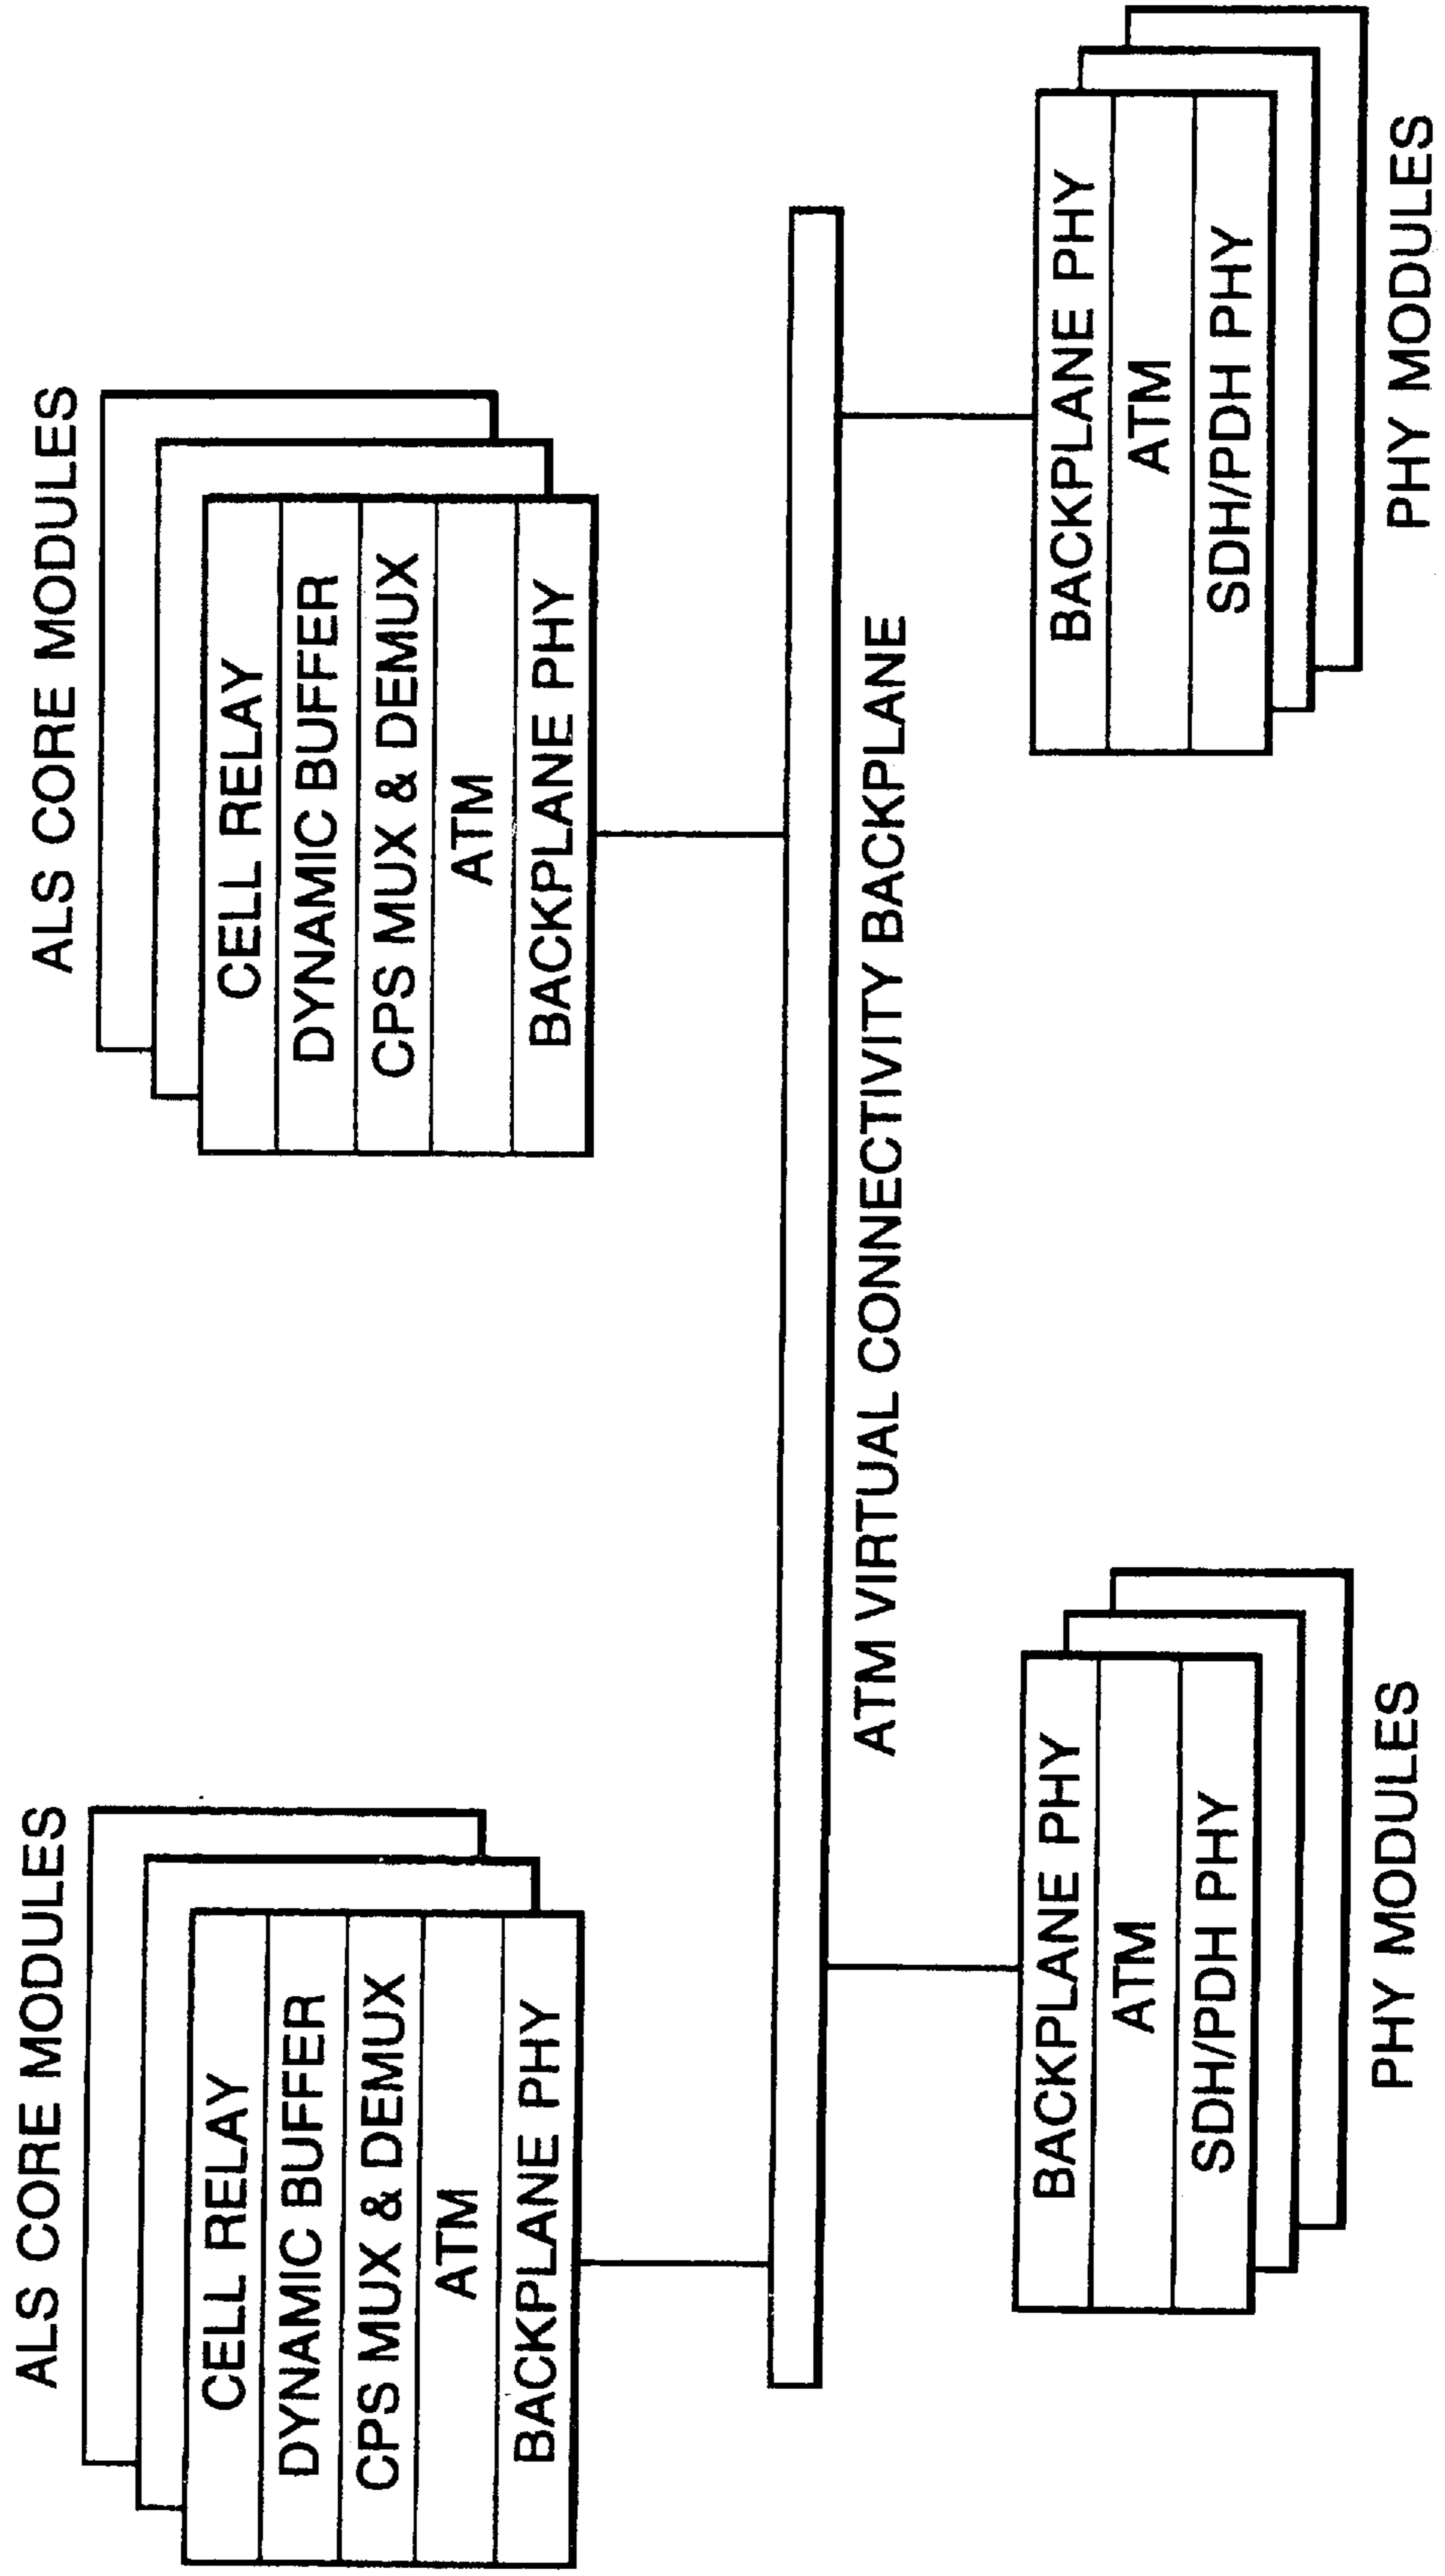 ALS CORE MODULES
CELL RELAY
DYNAMIC BUFFER
CPS MUX & DEMUX
ATM
BACKPLANE PHY
ALS CORE MODULES
CELL RELAY
DYNAMIC BUFFER
CPS MUX & DEMUX
ATM
BACKPLANE PHY
ATM VIRTUAL CONNECTIVITY BACKPLANE
BACKPLANE PHY
ATM
SDH/PDH PHY
PHY MODULES
BACKPLANE PHY
ATM
SDH/PDH PHY
PHY MODULES